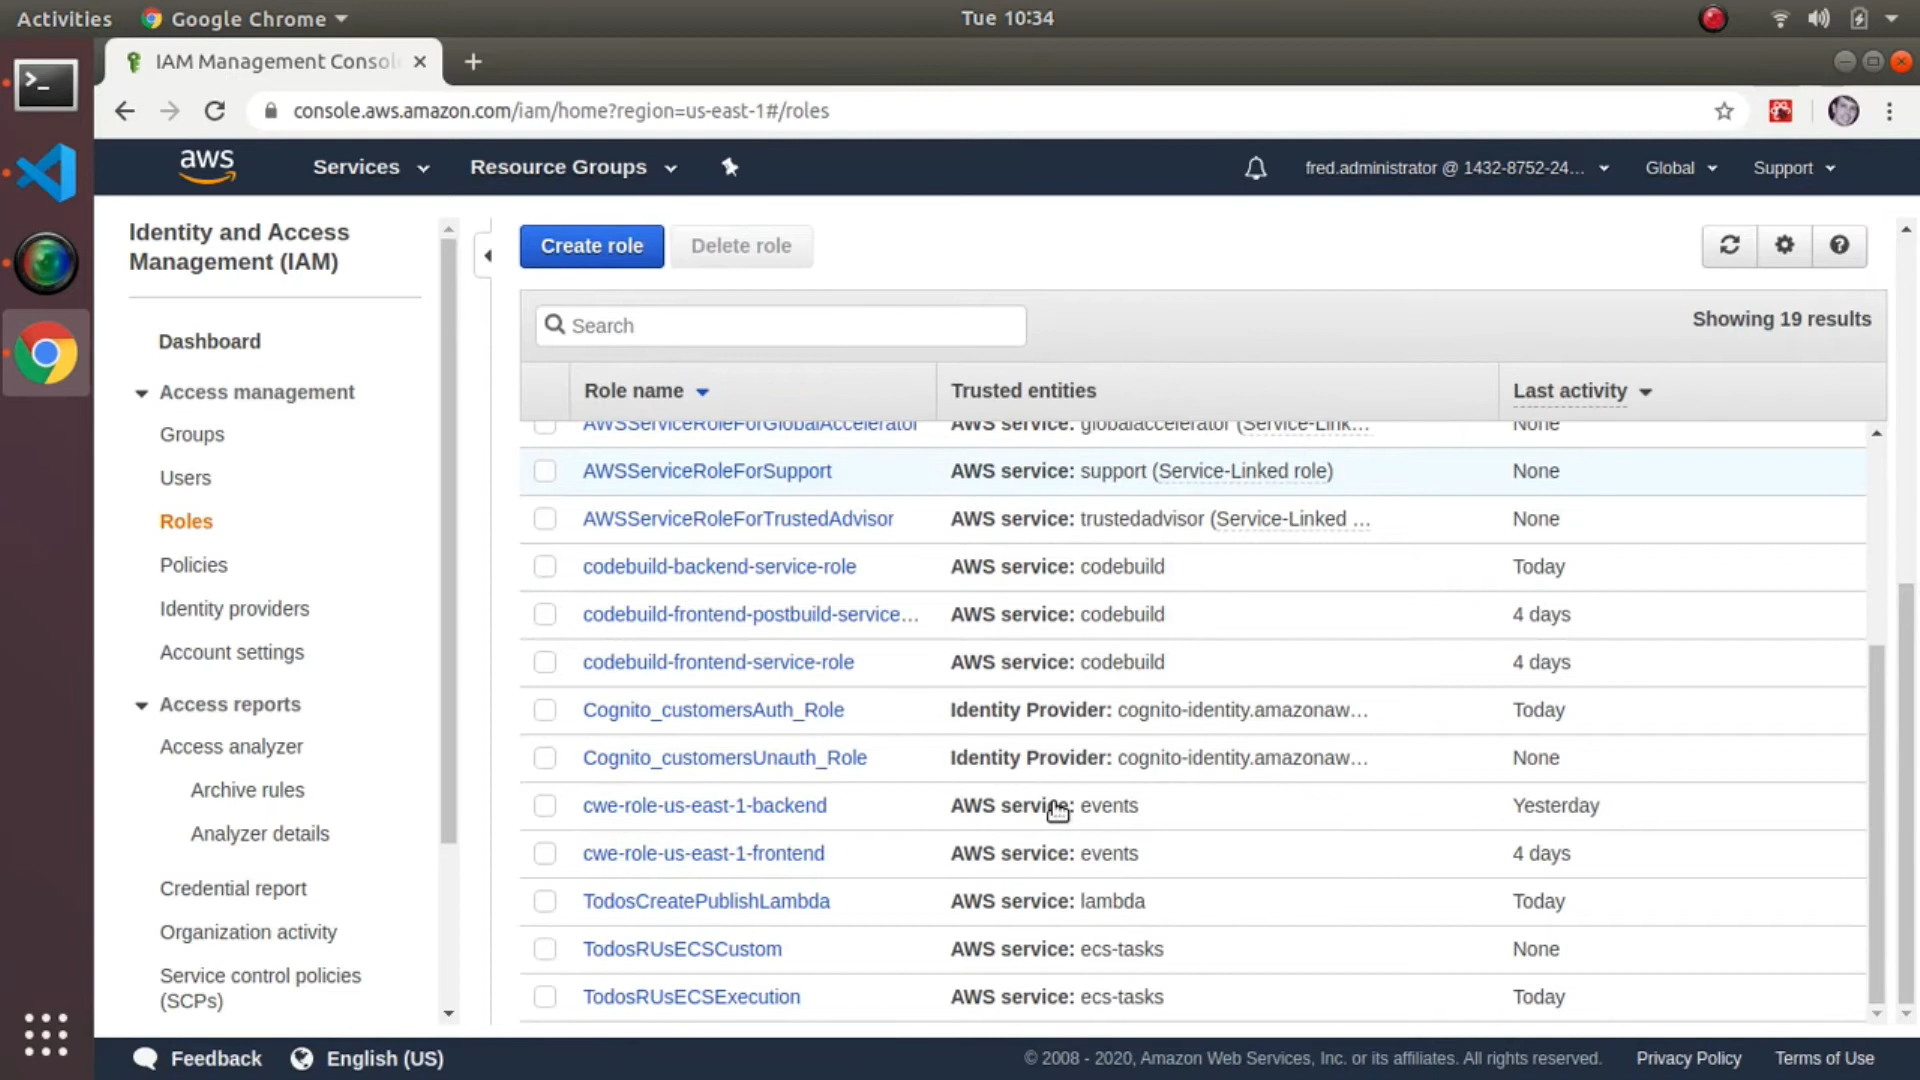 Activities
Google Chrome
Tue 10:34
IAM Management Consol
console.aws.amazon.com/iam/home?region=us-east-1#/roles
aws
Services
Resource Groups
fred.administrator @ 1432-8752-24...
Global
Support
Identity and Access
Management (IAM)
Dashboard
Access management
Groups
Users
Roles
Policies
Identity providers
Account settings
Access reports
Access analyzer
Archive rules
Analyzer details
Credential report
Organization activity
Service control policies
(SCPs)
Create role
Delete role
Search
Showing 19 results
Role name
Trusted entities
Last activity
AWSServiceRoleForGlobalAccelerator
AWS service: globalaccelerator (Service-Link...
None
AWSServiceRoleForSupport
AWS service: support (Service-Linked role)
None
AWSServiceRoleForTrustedAdvisor
AWS service: trustedadvisor (Service-Linked ...
None
codebuild-backend-service-role
AWS service: codebuild
Today
codebuild-frontend-postbuild-service...
AWS service: codebuild
4 days
codebuild-frontend-service-role
AWS service: codebuild
4 days
Cognito_customersAuth_Role
Identity Provider: cognito-identity.amazonaw...
Today
Cognito_customersUnauth_Role
Identity Provider: cognito-identity.amazonaw...
None
cwe-role-us-east-1-backend
AWS service: events
Yesterday
cwe-role-us-east-1-frontend
AWS service: events
4 days
TodosCreatePublishLambda
AWS service: lambda
Today
TodosRUsECSCustom
AWS service: ecs-tasks
None
TodosRUsECSExecution
AWS service: ecs-tasks
Today
Feedback
English (US)
© 2008 - 2020, Amazon Web Services, Inc. or its affiliates. All rights reserved.
Privacy Policy
Terms of Use